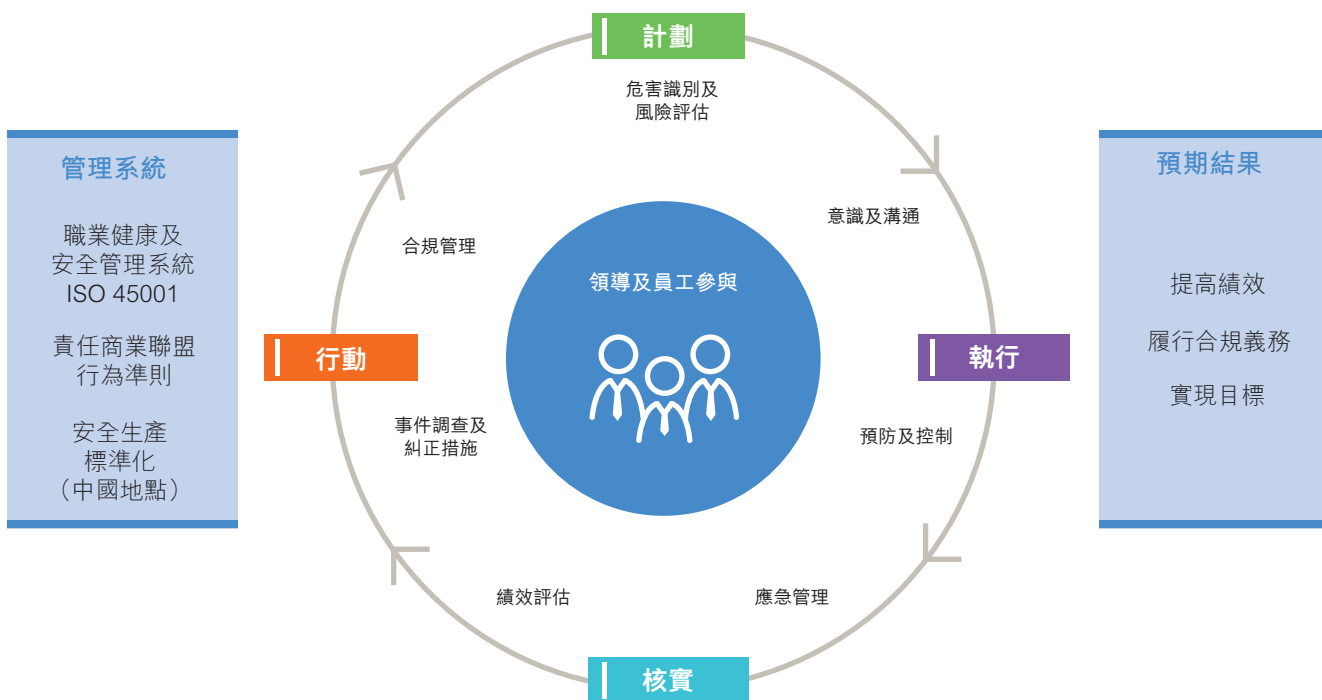 管理系統
職業健康及
安全管理系統
ISO 45001
責任商業聯盟
行為準則
安全生產
標準化
（中國地點）
計劃
危害識別及
風險評估
意識及溝通
執行
預防及控制
應急管理
核實
績效評估
事件調查及
糾正措施
行動
合規管理
領導及員工參與
預期結果
提高績效
履行合規義務
實現目標